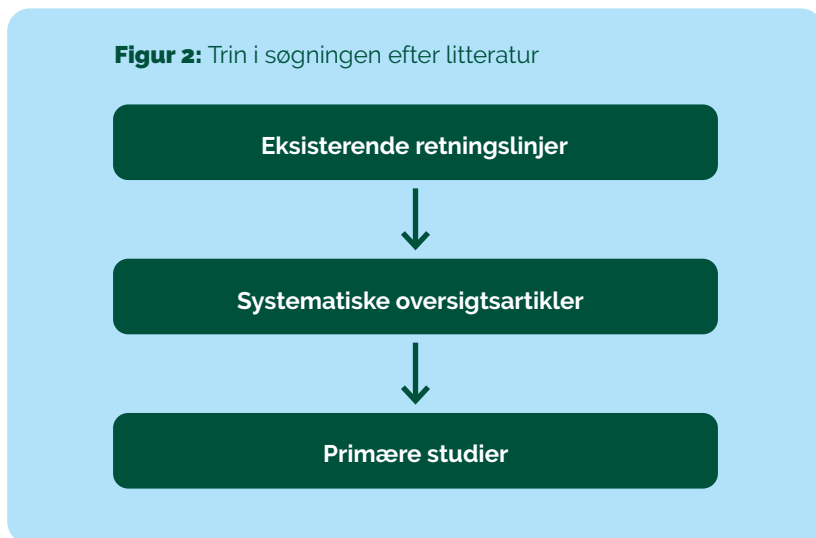 Figur 2: Trin i søgningen efter litteratur
Eksisterende retningslinjer
Systematiske oversigtsartikler
Primære studier